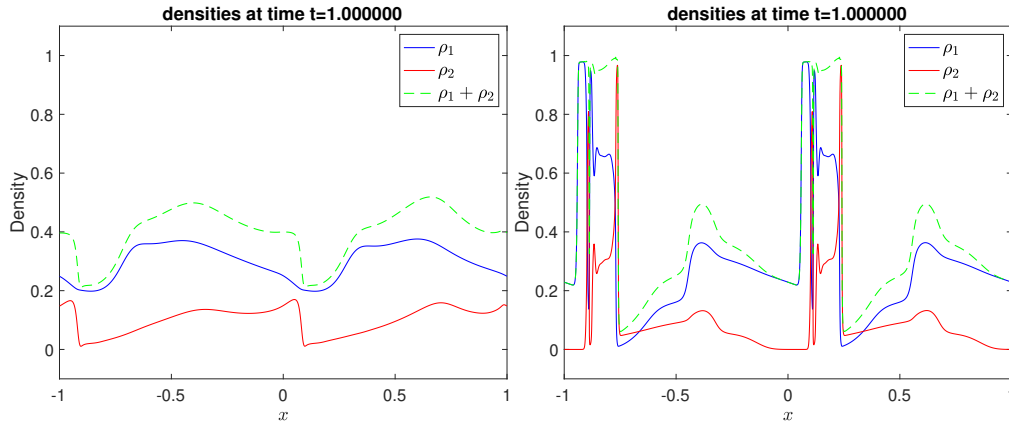 densities at time t=1.000000
1
0.8
0.6
0.4
0.2
0
Density
-1
-0.5
0
0.5
1
x
ρ1
ρ2
ρ1 + ρ2
densities at time t=1.000000
1
0.8
0.6
0.4
0.2
0
Density
-1
-0.5
0
0.5
1
x
ρ1
ρ2
ρ1 + ρ2